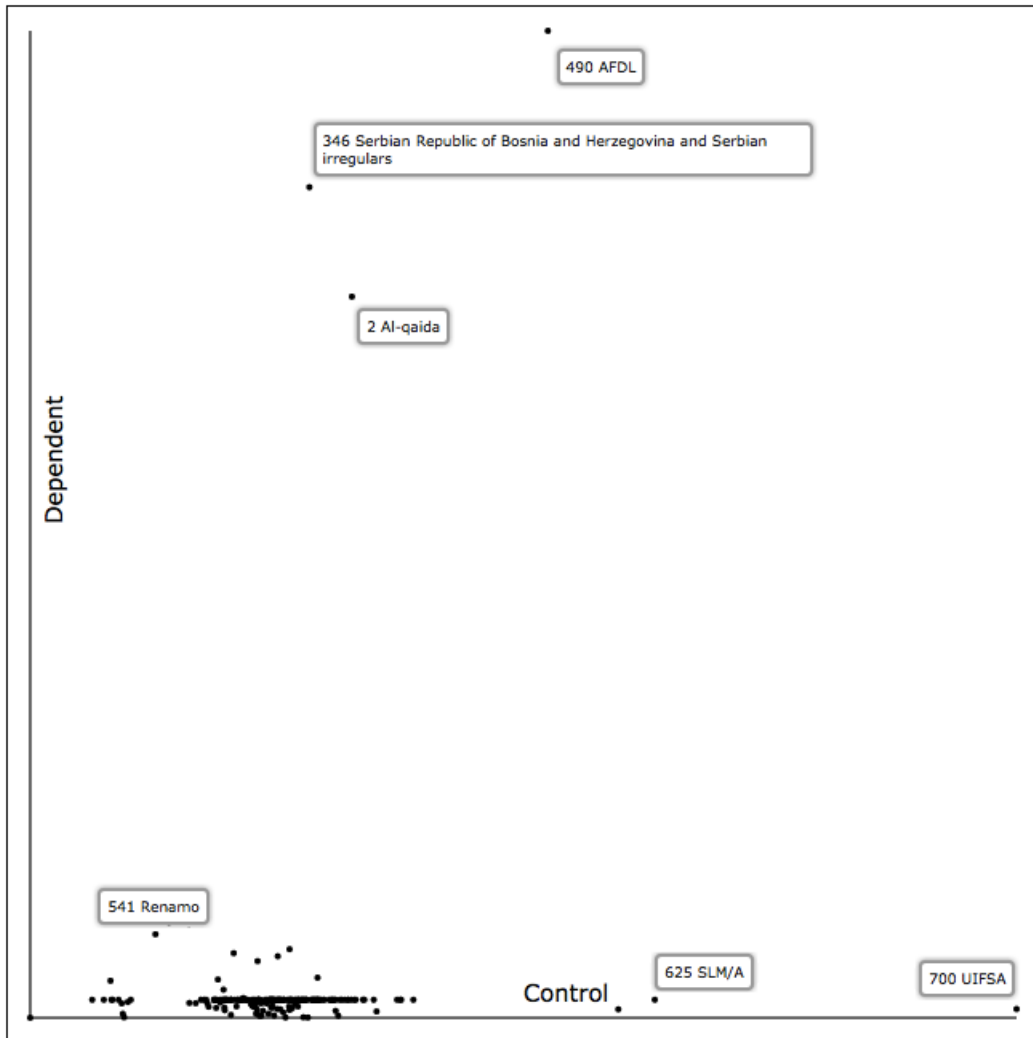 490 AFDL
346 Serbian Republic of Bosnia and Herzegovina and Serbian
irregulars
2 Al-qaida
Dependent
541 Renamo
625 SLM/A
700 UIFSA
Control